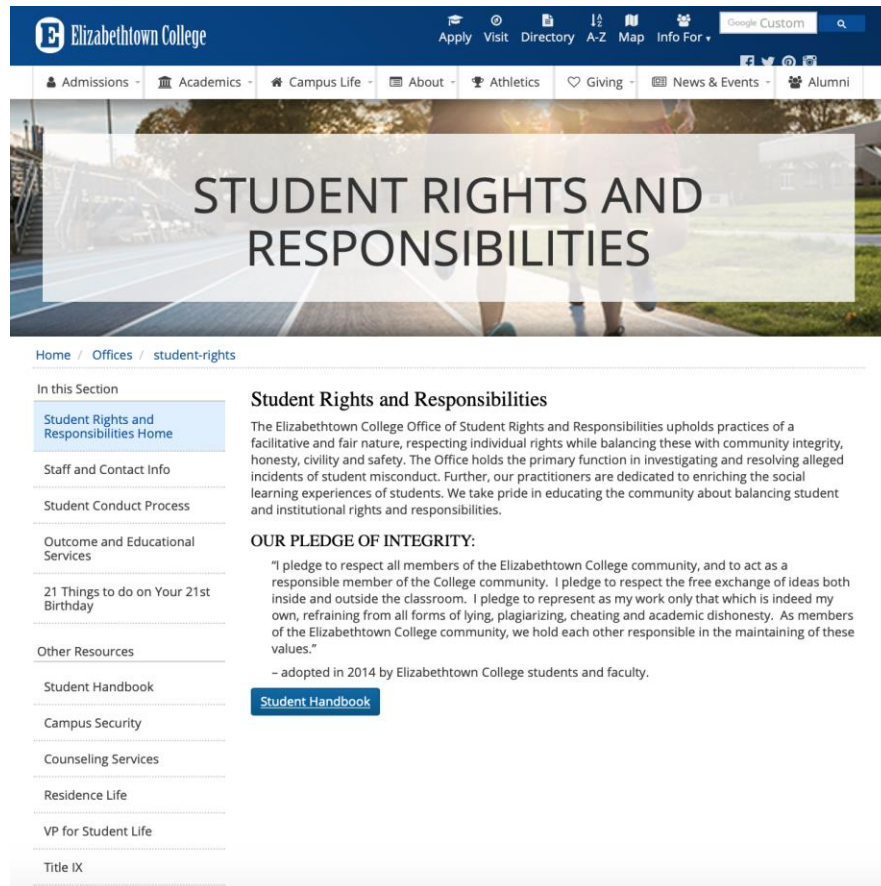 E Elizabethtown College
Apply Visit Directory A-Z Map Info For
Google Custom
Admissions Academics Campus Life About Athletics Giving News & Events Alumni
STUDENT RIGHTS AND
RESPONSIBILITIES
Home / Offices / student-rights
In this Section
Student Rights and
Responsibilities Home
Staff and Contact Info
Student Conduct Process
Outcome and Educational
Services
21 Things to do on Your 21st
Birthday
Other Resources
Student Handbook
Campus Security
Counseling Services
Residence Life
VP for Student Life
Title IX
Student Rights and Responsibilities
The Elizabethtown College Office of Student Rights and Responsibilities upholds practices of a
facilitative and fair nature, respecting individual rights while balancing these with community integrity,
honesty, civility and safety. The Office holds the primary function in investigating and resolving alleged
incidents of student misconduct. Further, our practitioners are dedicated to enriching the social
learning experiences of students. We take pride in educating the community about balancing student
and institutional rights and responsibilities.
OUR PLEDGE OF INTEGRITY:
“I pledge to respect all members of the Elizabethtown College community, and to act as a
responsible member of the College community. I pledge to respect the free exchange of ideas both
inside and outside the classroom. I pledge to represent as my work only that which is indeed my
own, refraining from all forms of lying, plagiarizing, cheating and academic dishonesty. As members
of the Elizabethtown College community, we hold each other responsible in the maintaining of these
values.”
– adopted in 2014 by Elizabethtown College students and faculty.
Student Handbook